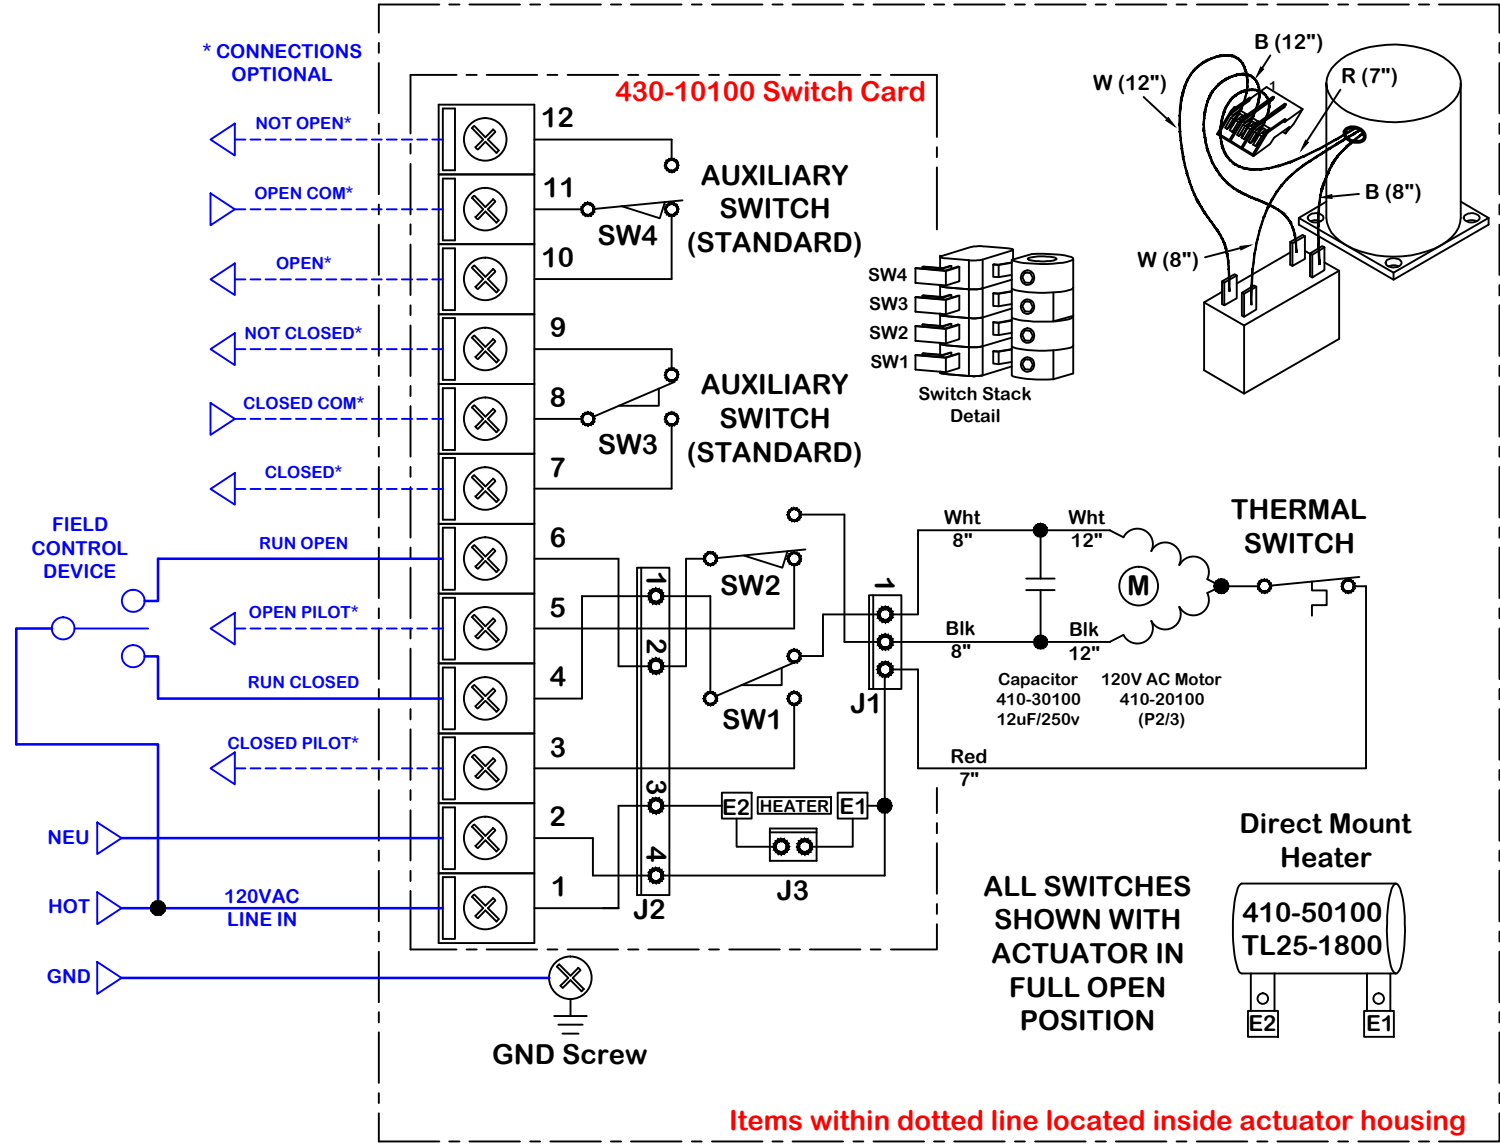 * CONNECTIONS
OPTIONAL
430-10100 Switch Card
NOT OPEN*
12
OPEN COM*
11
OPEN*
10
NOT CLOSED*
9
CLOSED COM*
8
CLOSED*
7
RUN OPEN
6
OPEN PILOT*
5
RUN CLOSED
4
CLOSED PILOT*
3
NEU
2
HOT
120VAC
LINE IN
1
GND
GND Screw
FIELD
CONTROL
DEVICE
AUXILIARY
SWITCH
(STANDARD)
SW4
AUXILIARY
SWITCH
(STANDARD)
SW3
SW2
SW1
1
2
3
4
J2
E2
HEATER
E1
J3
1
J1
SW4
SW3
SW2
SW1
Switch Stack
Detail
W (12")
B (12")
R (7")
B (8")
W (8")
1
Wht
8"
Wht
12"
Blk
8"
Blk
12"
M
THERMAL
SWITCH
Capacitor
410-30100
12uF/250v
120V AC Motor
410-20100
(P2/3)
Red
7"
ALL SWITCHES
SHOWN WITH
ACTUATOR IN
FULL OPEN
POSITION
Direct Mount
Heater
410-50100
TL25-1800
E2
E1
Items within dotted line located inside actuator housing